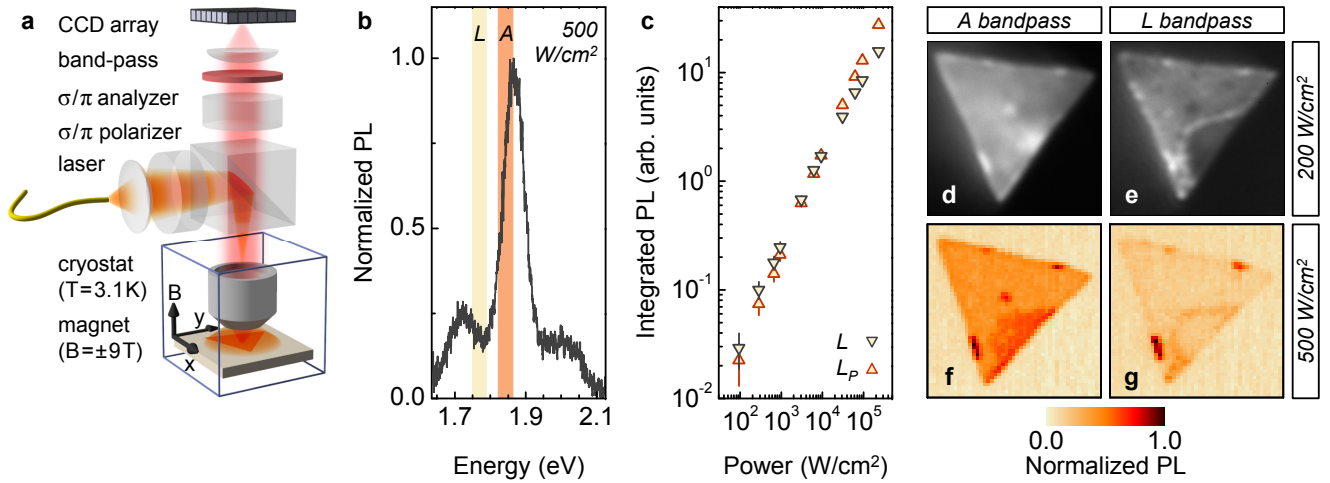 a
CCD array
band-pass
σ/π analyzer
σ/π polarizer
laser
cryostat
(T=3.1K)
magnet
(B=±9T)
B
y
x
b
L
A
500
W/cm²
Normalized PL
1.0
0.5
0.0
1.7
1.9
2.1
Energy (eV)
c
Integrated PL (arb. units)
10¹
10⁰
10⁻¹
10⁻²
10²
10³
10⁴
10⁵
Power (W/cm²)
L
L_P
A bandpass
L bandpass
d
e
200 W/cm²
f
g
500 W/cm²
0.0
1.0
Normalized PL